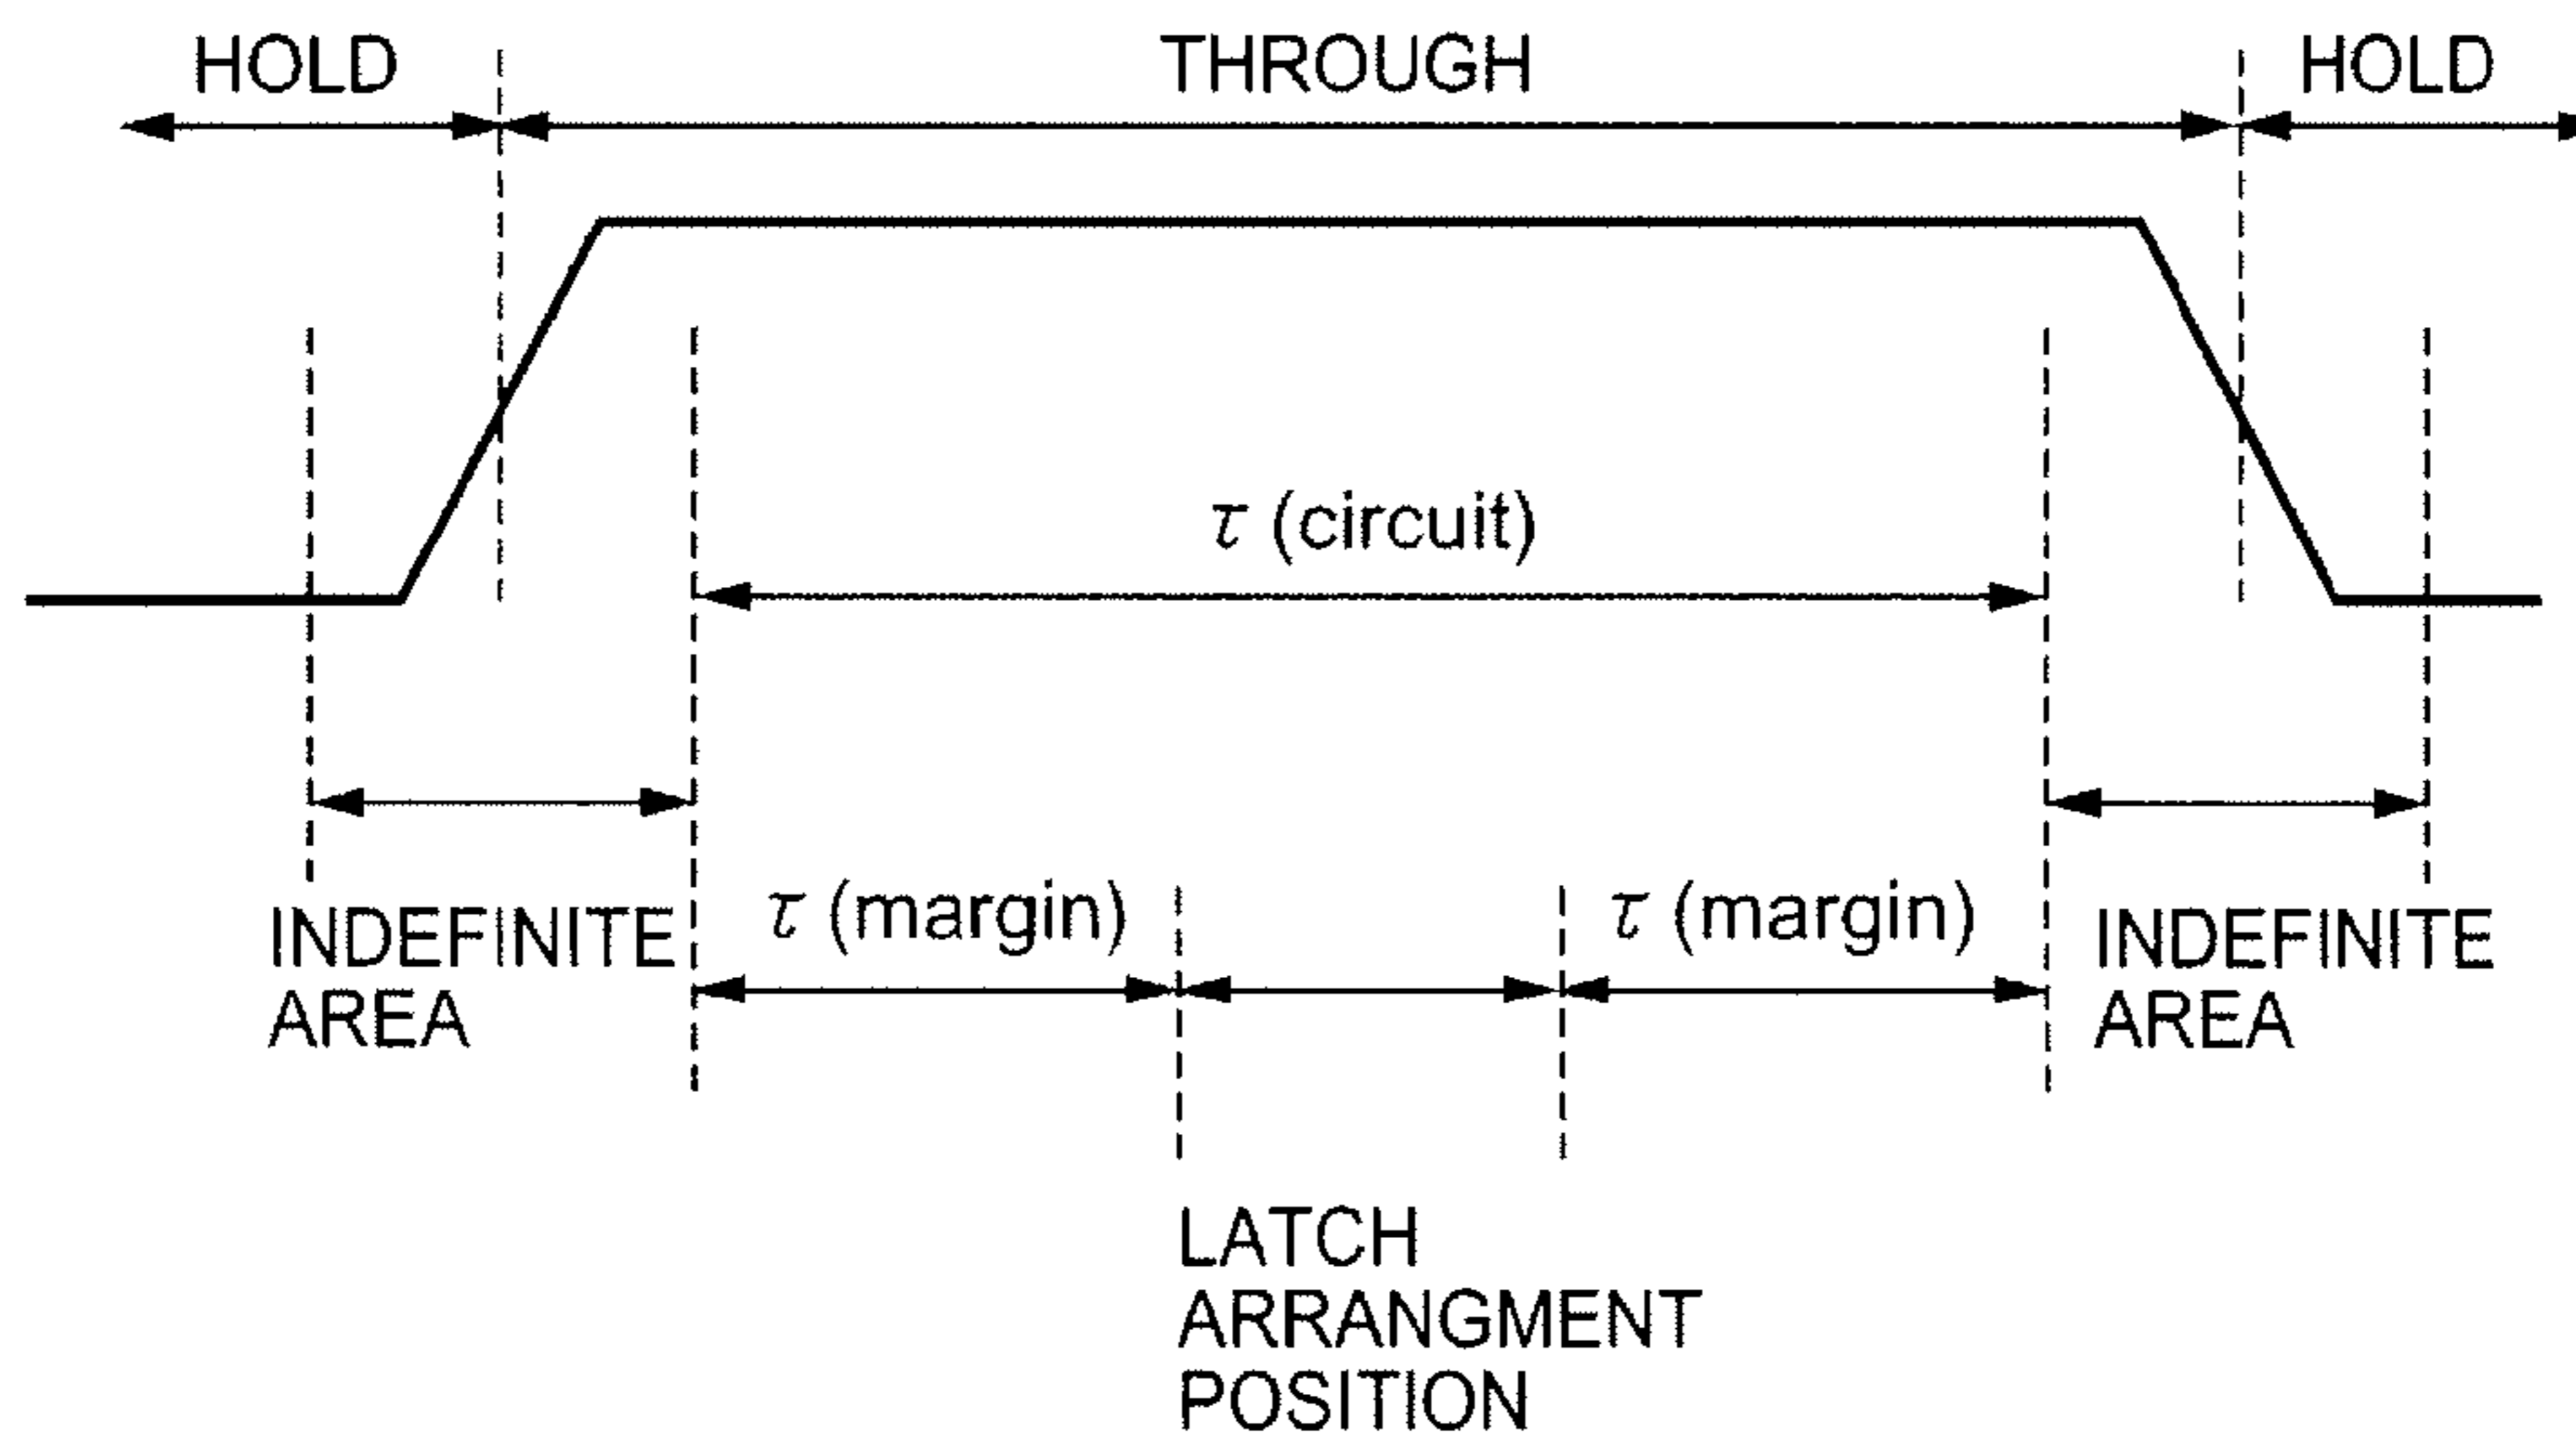 HOLD
THROUGH
HOLD
τ (circuit)
τ (margin)
τ (margin)
INDEFINITE
AREA
INDEFINITE
AREA
LATCH
ARRANGMENT
POSITION